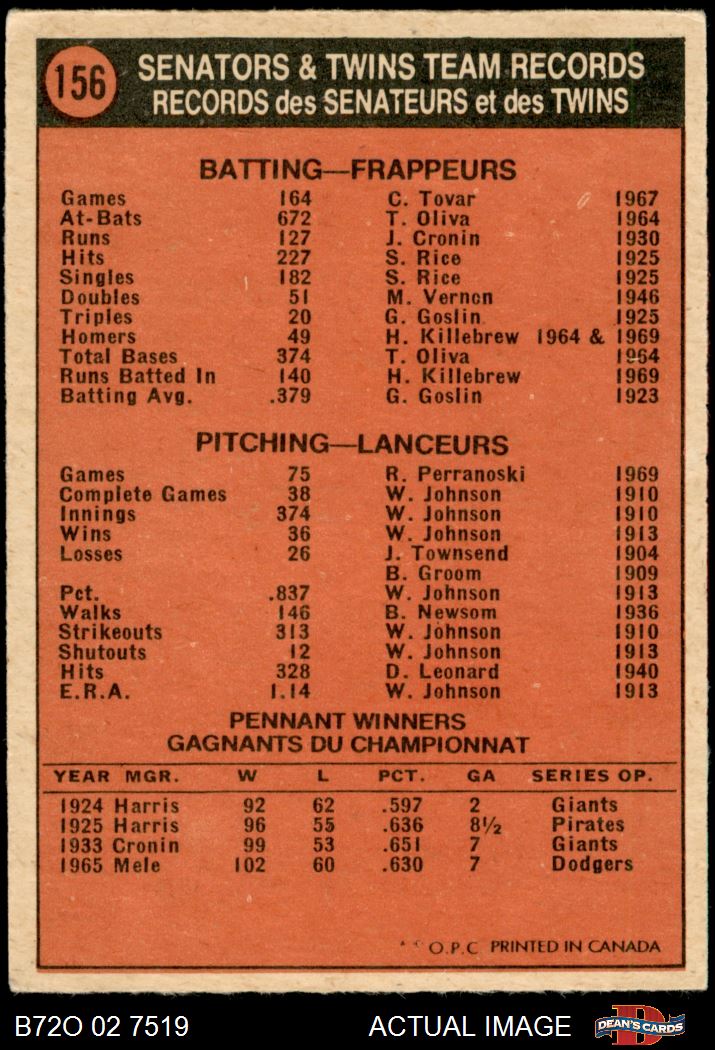 156
SENATORS & TWINS TEAM RECORDS
RECORDS des SENATEURS et des TWINS
BATTING—FRAPPEURS
Games 164 C. Tovar 1967
At-Bats 672 T. Oliva 1964
Runs 127 J. Cronin 1930
Hits 227 S. Rice 1925
Singles 182 S. Rice 1925
Doubles 51 M. Vernon 1946
Triples 20 G. Goslin 1925
Homers 49 H. Killebrew 1964 & 1969
Total Bases 374 T. Oliva 1964
Runs Batted In 140 H. Killebrew 1969
Batting Avg. .379 G. Goslin 1923
PITCHING—LANCEURS
Games 75 R. Perranoski 1969
Complete Games 38 W. Johnson 1910
Innings 374 W. Johnson 1910
Wins 36 W. Johnson 1913
Losses 26 J. Townsend 1904
B. Groom 1909
Pct. .837 W. Johnson 1913
Walks 146 B. Newsom 1936
Strikeouts 313 W. Johnson 1910
Shutouts 12 W. Johnson 1913
Hits 328 D. Leonard 1940
E.R.A. 1.14 W. Johnson 1913
PENNANT WINNERS
GAGNANTS DU CHAMPIONNAT
YEAR MGR. W L PCT. GA SERIES OP.
1924 Harris 92 62 .597 2 Giants
1925 Harris 96 55 .636 8½ Pirates
1933 Cronin 99 53 .651 7 Giants
1965 Mele 102 60 .630 7 Dodgers
O.P.C PRINTED IN CANADA
B72O 02 7519 ACTUAL IMAGE
D
DEAN'S CARDS